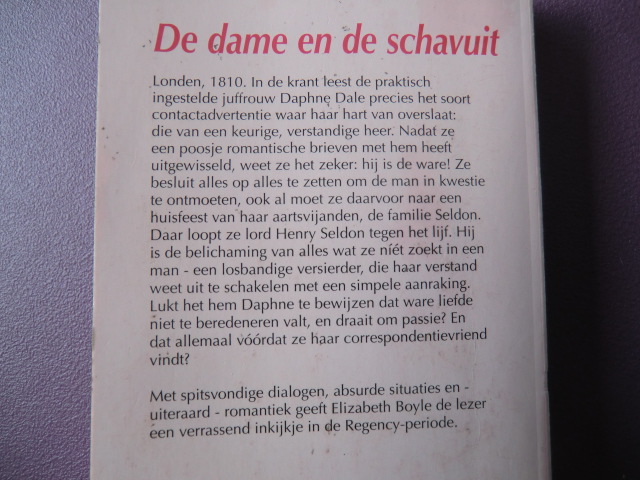 De dame en de schavuit
Londen, 1810. In de krant leest de praktisch
ingestelde juffrouw Daphne Dale precies het soort
contactadvertentie waar haar hart van overslaat:
die van een keurige, verstandige heer. Nadat ze
een poosje romantische brieven met hem heeft
uitgewisseld, weet ze het zeker: hij is de ware! Ze
besluit alles op alles te zetten om de man in kwestie
te ontmoeten, ook al moet ze daarvoor naar een
huisfeest van haar aartsvijanden, de familie Seldon.
Daar loopt ze lord Henry Seldon tegen het lijf. Hij
is de belichaming van alles wat ze níét zoekt in een
man - een losbandige versierder, die haar verstand
weet uit te schakelen met een simpele aanraking.
Lukt het hem Daphne te bewijzen dat ware liefde
niet te beredeneren valt, en draait om passie? En
dat allemaal vóórdat ze haar correspondentievriend
vindt?
Met spitsvondige dialogen, absurde situaties en -
uiteraard - romantiek geeft Elizabeth Boyle de lezer
een verrassend inkijkje in de Regency-periode.